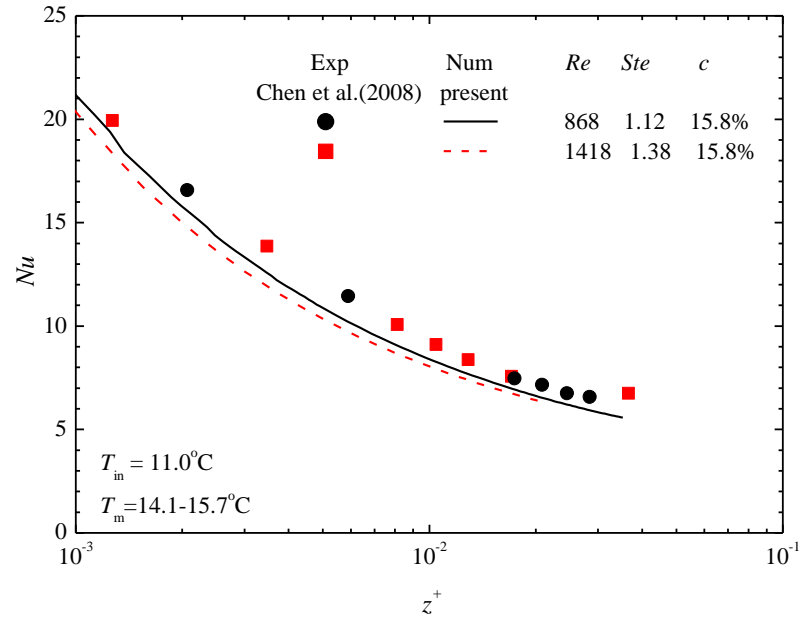 25
20
15
10
5
0
Nu
Exp Num Re Ste c
Chen et al.(2008) present
868 1.12 15.8%
1418 1.38 15.8%
T_in = 11.0°C
T_m=14.1-15.7°C
10^-3 10^-2 10^-1
z^+